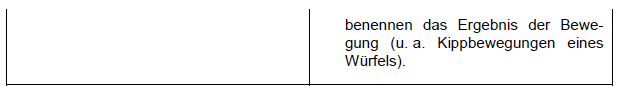 benennen das Ergebnis der Bewe-
gung (u. a. Kippbewegungen eines
Würfels).